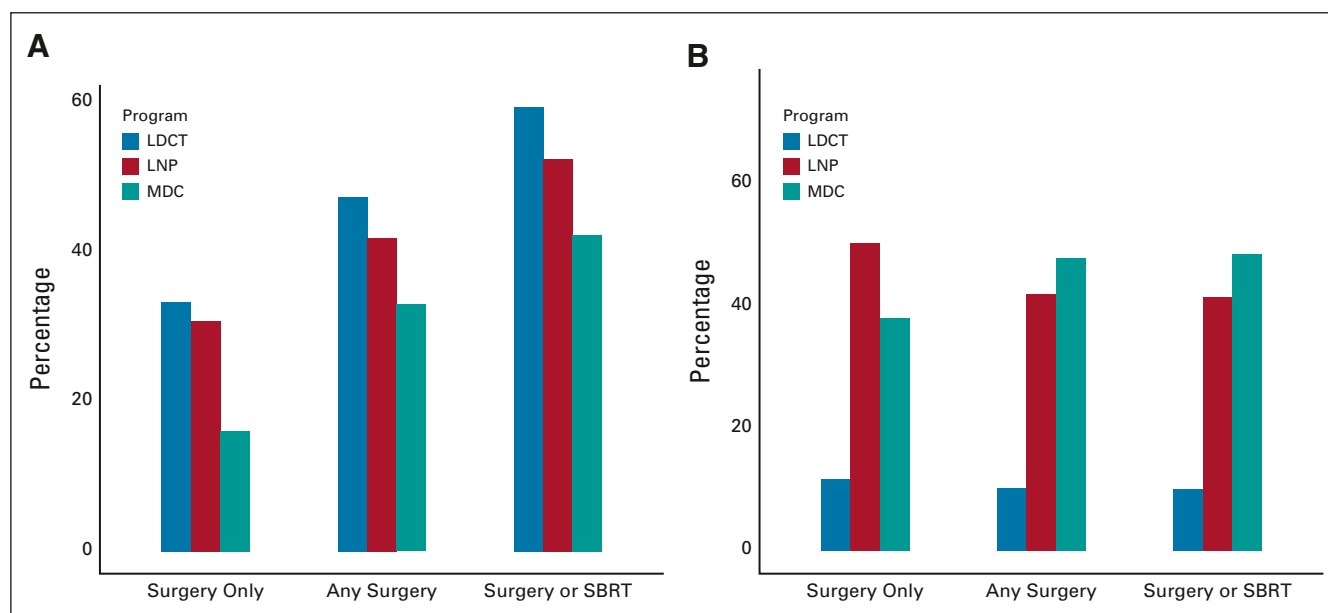 A
Percentage
60
40
20
0
Program
LDCT
LNP
MDC
Surgery Only
Any Surgery
Surgery or SBRT
B
Percentage
60
40
20
0
Program
LDCT
LNP
MDC
Surgery Only
Any Surgery
Surgery or SBRT